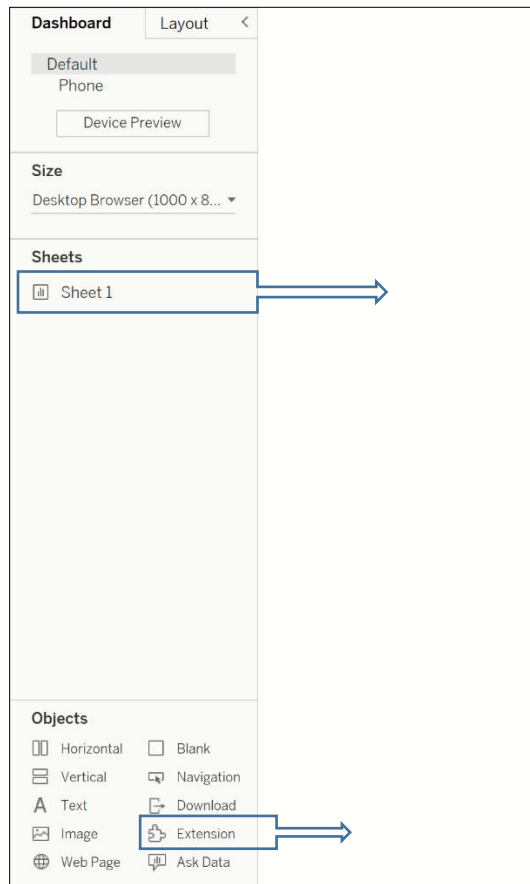 Dashboard Layout <
Default
Phone
Device Preview
Size
Desktop Browser (1000 x 8...
Sheets
Sheet 1
Objects
Horizontal Blank
Vertical Navigation
A Text Download
Image Extension
Web Page Ask Data